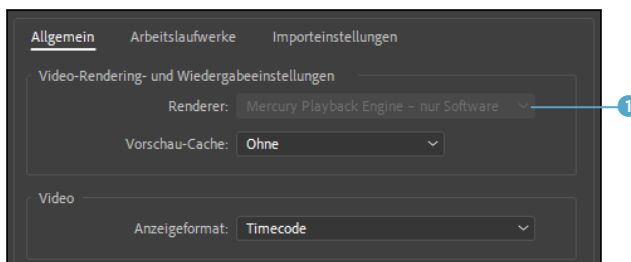 Allgemein Arbeitslaufwerke Importeinstellungen
Video-Rendering- und Wiedergabeeinstellungen
Renderer: Mercury Playback Engine – nur Software 1
Vorschau-Cache: Ohne
Video
Anzeigeformat: Timecode